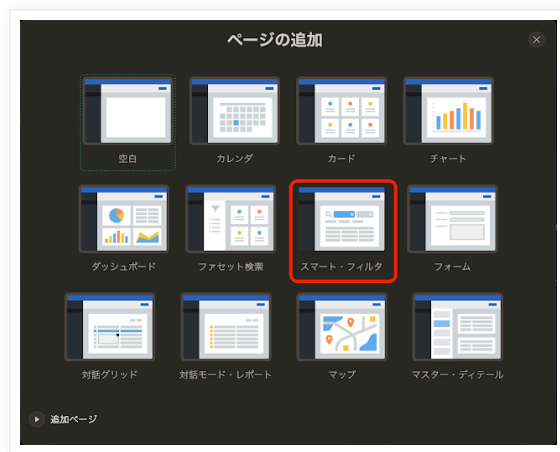 ページの追加
空白
カレンダ
カード
チャート
ダッシュボード
ファセット検索
スマート・フィルタ
フォーム
対話グリッド
対話モード・レポート
マップ
マスター・ディテール
追加ページ